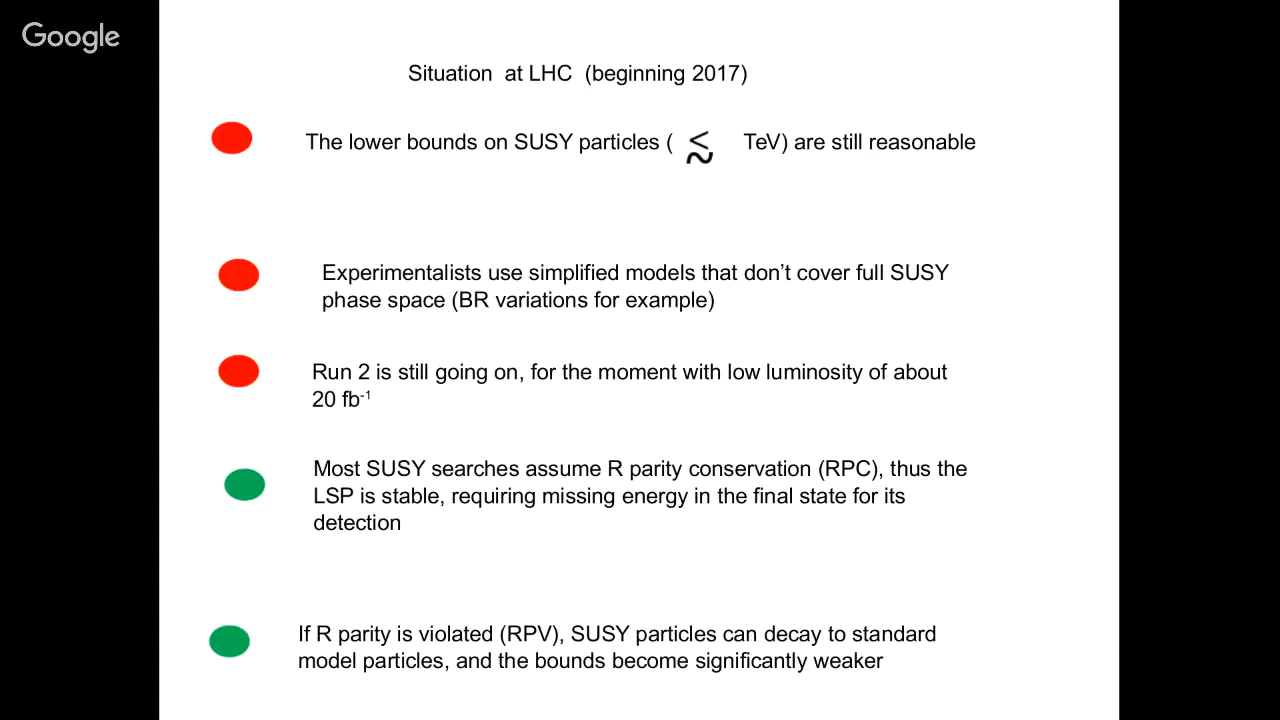 Google
Situation at LHC (beginning 2017)
The lower bounds on SUSY particles ( ≲ TeV) are still reasonable
Experimentalists use simplified models that don’t cover full SUSY
phase space (BR variations for example)
Run 2 is still going on, for the moment with low luminosity of about
20 fb⁻¹
Most SUSY searches assume R parity conservation (RPC), thus the
LSP is stable, requiring missing energy in the final state for its
detection
If R parity is violated (RPV), SUSY particles can decay to standard
model particles, and the bounds become significantly weaker